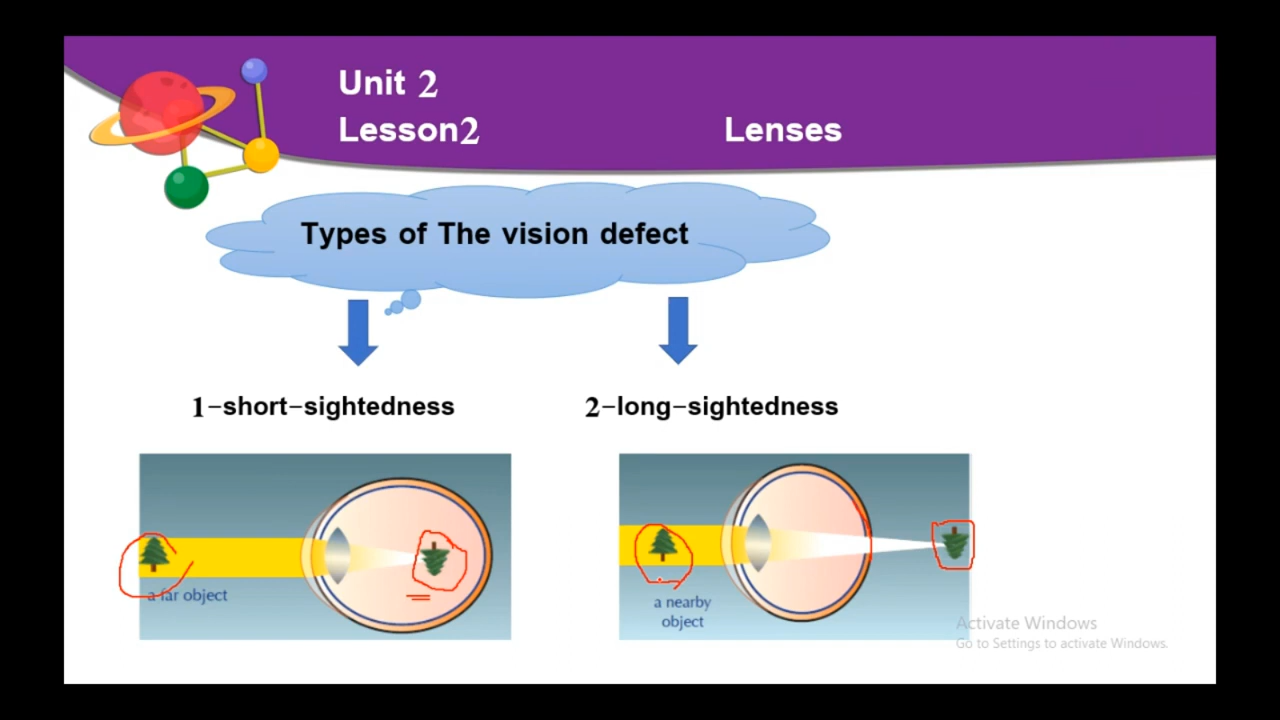 Unit 2
Lesson2
Lenses
Types of The vision defect
1-short-sightedness
2-long-sightedness
a far object
a nearby
object
Activate Windows
Go to Settings to activate Windows.